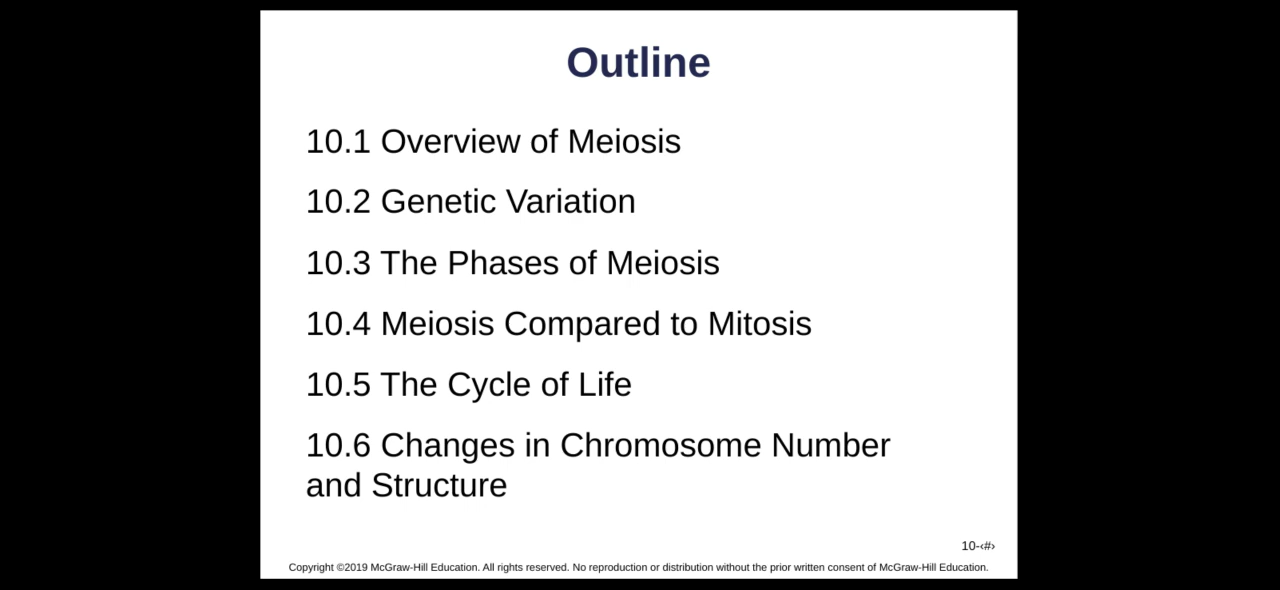 Outline
10.1 Overview of Meiosis
10.2 Genetic Variation
10.3 The Phases of Meiosis
10.4 Meiosis Compared to Mitosis
10.5 The Cycle of Life
10.6 Changes in Chromosome Number
and Structure
10-‹#›
Copyright ©2019 McGraw-Hill Education. All rights reserved. No reproduction or distribution without the prior written consent of McGraw-Hill Education.